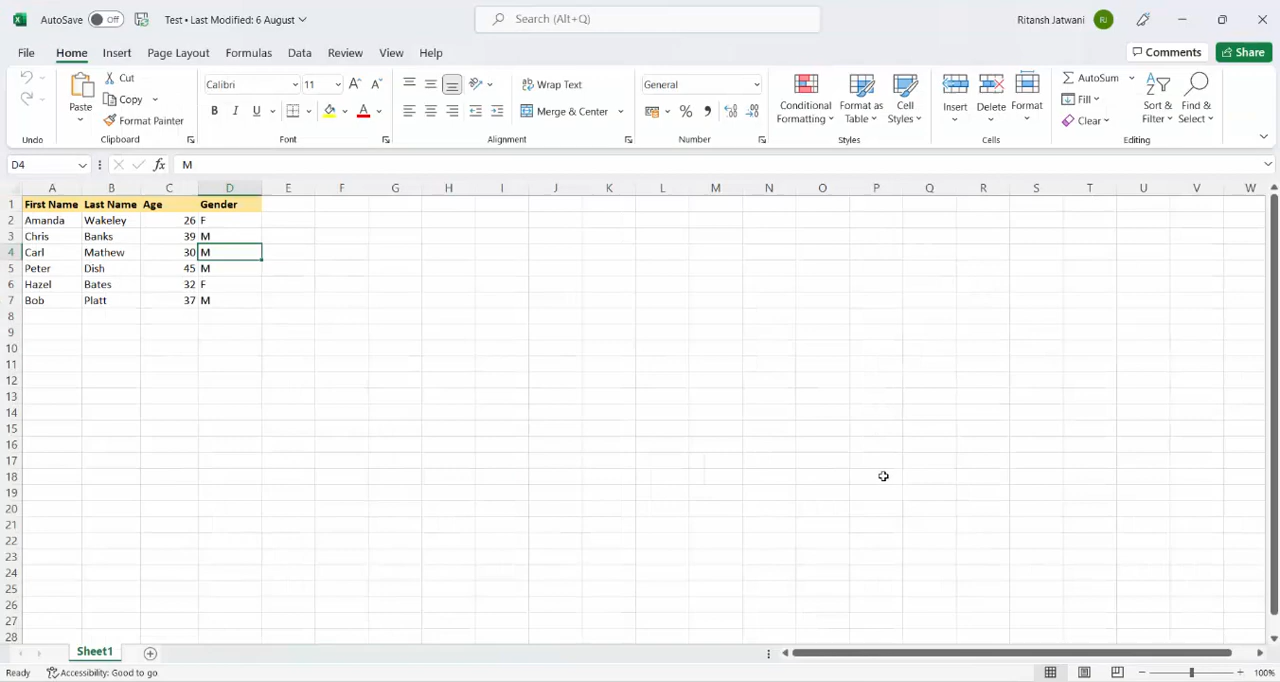 AutoSave Off Test • Last Modified: 6 August Search (Alt+Q) Ritansh Jatwani RJ
File Home Insert Page Layout Formulas Data Review View Help Comments Share
Paste Cut Copy Format Painter
Calibri 11 B I U A
Wrap Text Merge & Center
General % ,
Conditional Formatting Format as Table Cell Styles
Insert Delete Format
AutoSum Fill Clear Sort & Filter Find & Select
Undo Clipboard Font Alignment Number Styles Cells Editing
D4 fx M
A B C D E F G H I J K L M N O P Q R S T U V W
1 First Name Last Name Age Gender
2 Amanda Wakeley 26 F
3 Chris Banks 39 M
4 Carl Mathew 30 M
5 Peter Dish 45 M
6 Hazel Bates 32 F
7 Bob Platt 37 M
8
9
10
11
12
13
14
15
16
17
18
19
20
21
22
23
24
25
26
27
28
Sheet1
Ready Accessibility: Good to go 100%